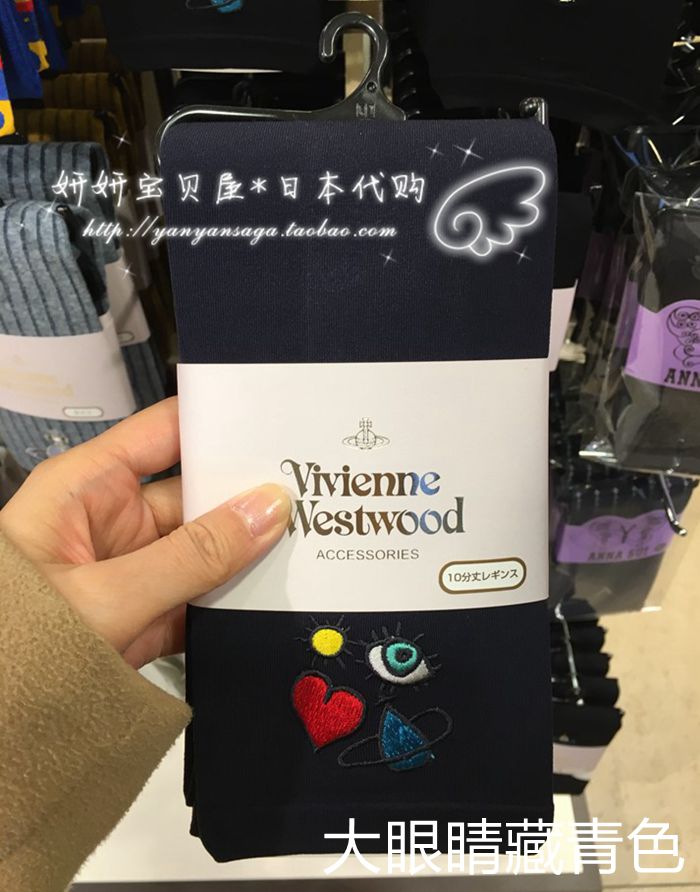 妍妍宝贝屋*日本代购
http://yanyansaga.taobao.com
Vivienne
Westwood
ACCESSORIES
10分丈レギンス
ANNA SUI
大眼睛藏青色